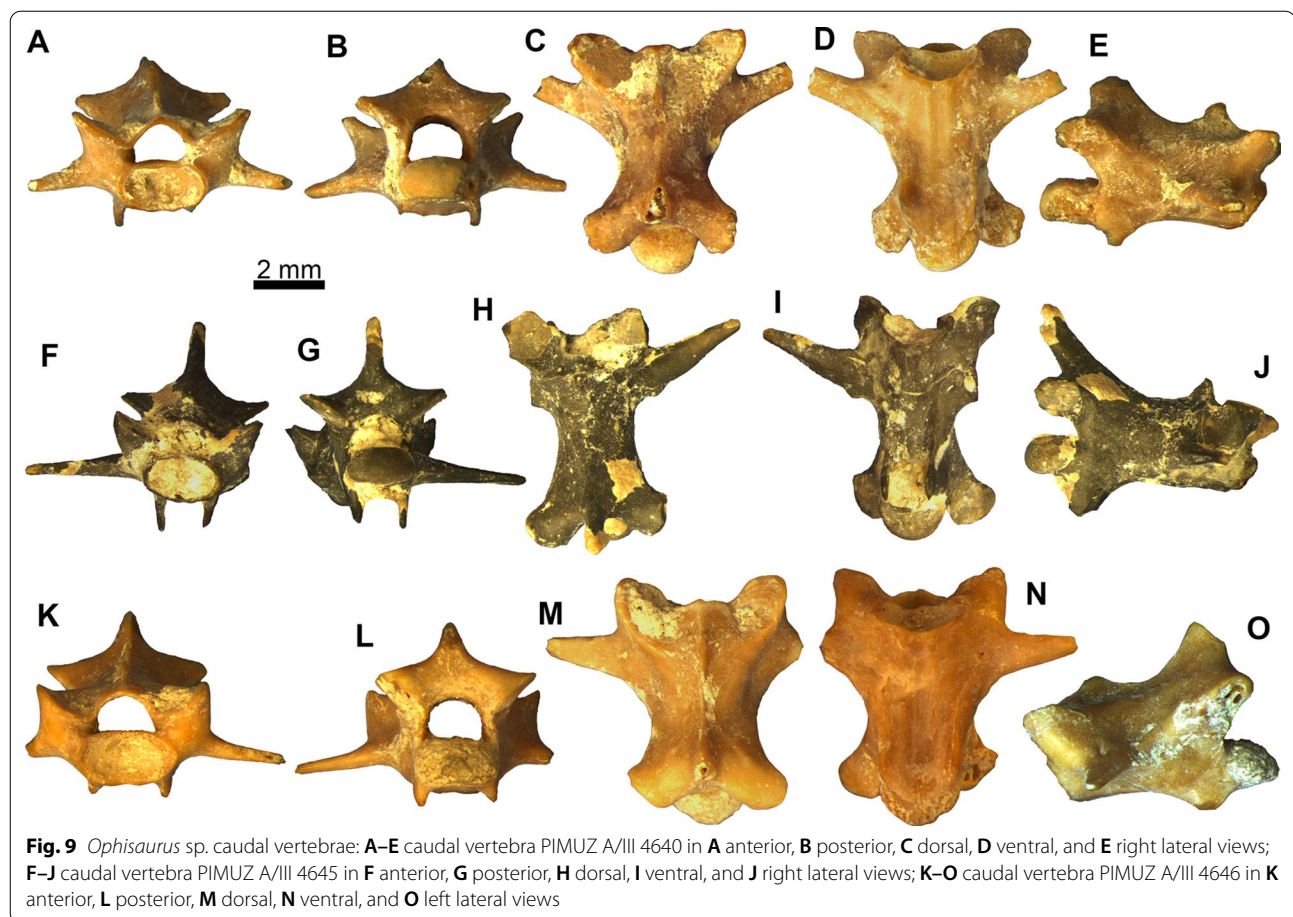 A
B
C
D
E
2 mm
F
G
H
I
J
K
L
M
N
O
Fig. 9 Ophisaurus sp. caudal vertebrae: A–E caudal vertebra PIMUZ A/III 4640 in A anterior, B posterior, C dorsal, D ventral, and E right lateral views;
F–J caudal vertebra PIMUZ A/III 4645 in F anterior, G posterior, H dorsal, I ventral, and J right lateral views; K–O caudal vertebra PIMUZ A/III 4646 in K
anterior, L posterior, M dorsal, N ventral, and O left lateral views